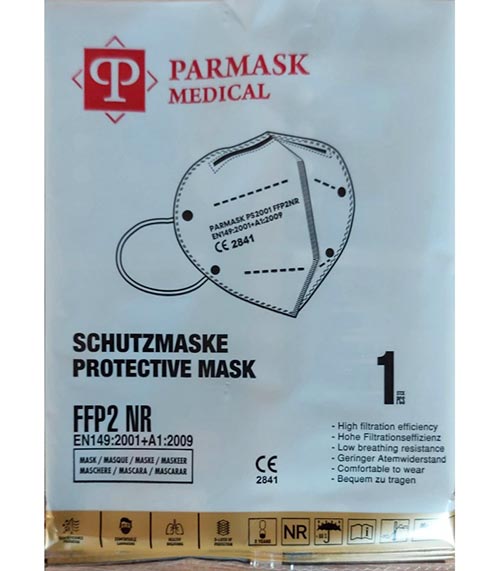 PARMASK
MEDICAL
PARMASK PS2001 FFP2NR
EN149:2001+A1:2009
CE 2841
SCHUTZMASKE
PROTECTIVE MASK
1
PCS
FFP2 NR
EN149:2001+A1:2009
MASK / MASQUE / MASKE / MASKEER
MASCHERE / MASCARA / MASCARAR
CE
2841
- High filtration efficiency
- Hohe Filtrationseffizienz
- Low breathing resistance
- Geringer Atemwiderstand
- Comfortable to wear
- Bequem zu tragen
NR